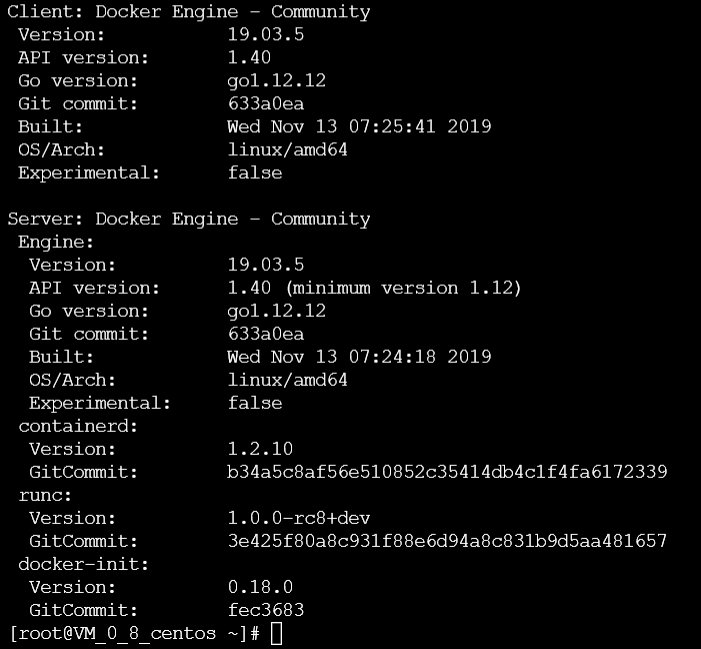 Client: Docker Engine - Community
 Version:           19.03.5
 API version:       1.40
 Go version:        go1.12.12
 Git commit:        633a0ea
 Built:             Wed Nov 13 07:25:41 2019
 OS/Arch:           linux/amd64
 Experimental:      false

Server: Docker Engine - Community
 Engine:
  Version:          19.03.5
  API version:      1.40 (minimum version 1.12)
  Go version:       go1.12.12
  Git commit:       633a0ea
  Built:            Wed Nov 13 07:24:18 2019
  OS/Arch:          linux/amd64
  Experimental:     false
 containerd:
  Version:          1.2.10
  GitCommit:        b34a5c8af56e510852c35414db4c1f4fa6172339
 runc:
  Version:          1.0.0-rc8+dev
  GitCommit:        3e425f80a8c931f88e6d94a8c831b9d5aa481657
 docker-init:
  Version:          0.18.0
  GitCommit:        fec3683
[root@VM_0_8_centos ~]#